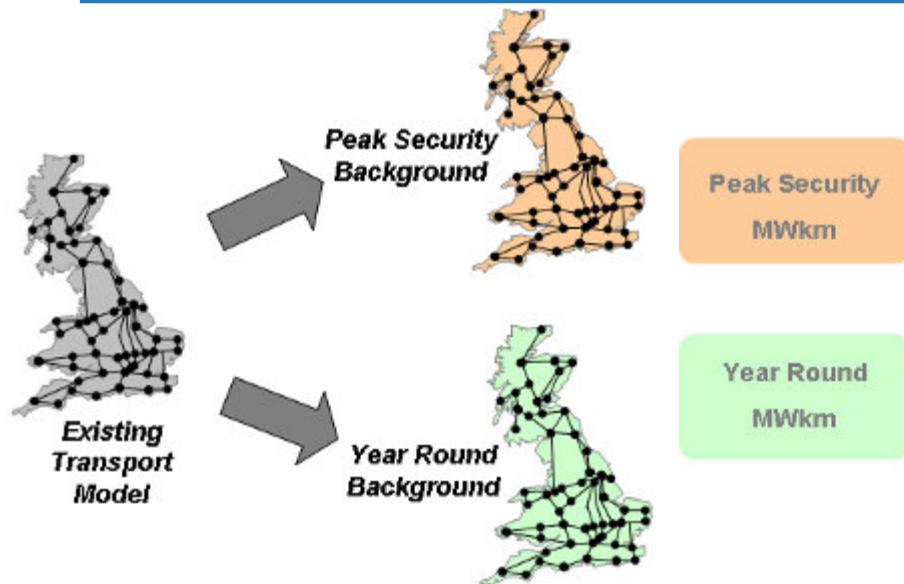 Peak Security
Background
Peak Security
MWkm
Existing
Transport
Model
Year Round
Background
Year Round
MWkm